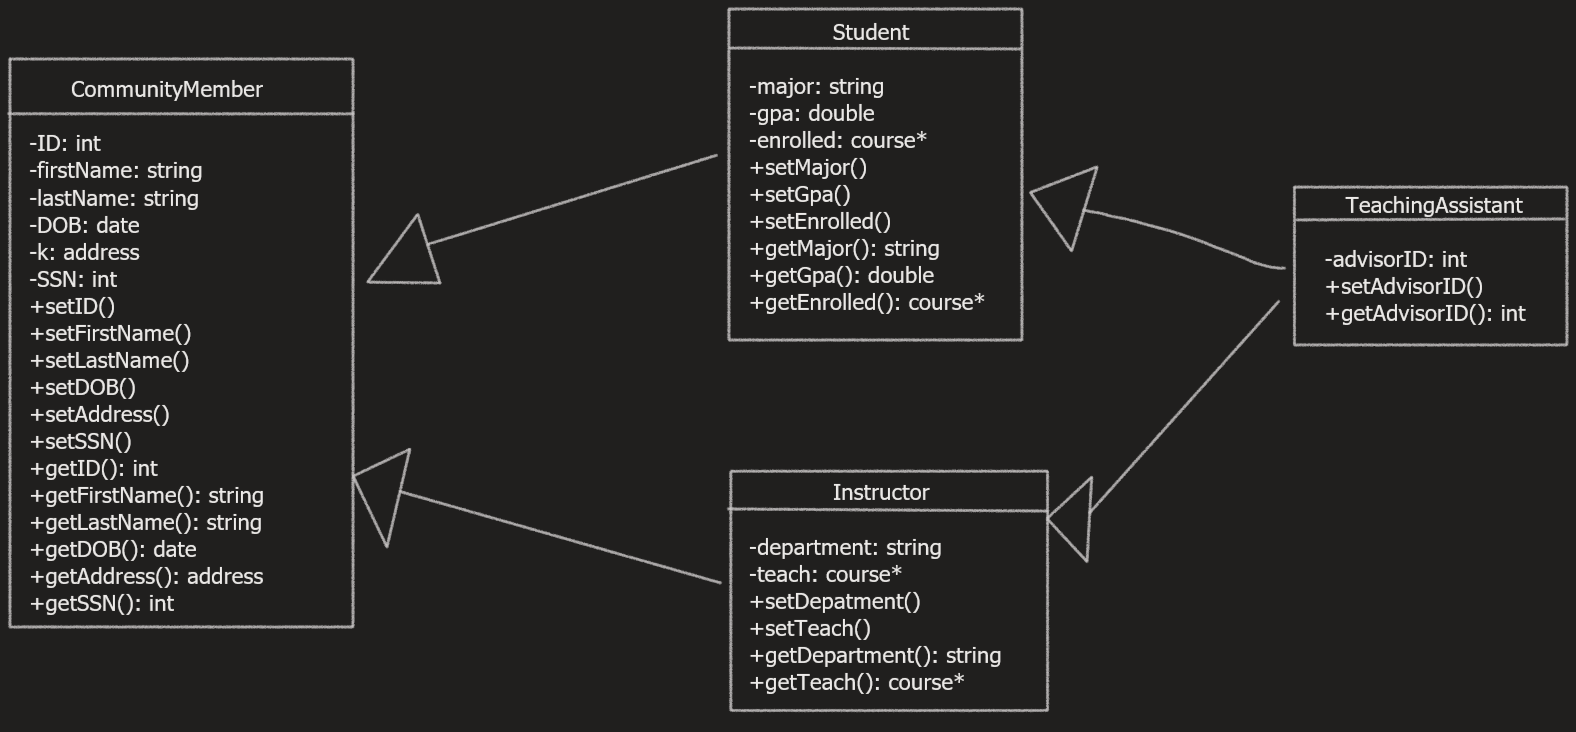 CommunityMember
-ID: int
-firstName: string
-lastName: string
-DOB: date
-k: address
-SSN: int
+setID()
+setFirstName()
+setLastName()
+setDOB()
+setAddress()
+setSSN()
+getID(): int
+getFirstName(): string
+getLastName(): string
+getDOB(): date
+getAddress(): address
+getSSN(): int
Student
-major: string
-gpa: double
-enrolled: course*
+setMajor()
+setGpa()
+setEnrolled()
+getMajor(): string
+getGpa(): double
+getEnrolled(): course*
Instructor
-department: string
-teach: course*
+setDepatment()
+setTeach()
+getDepartment(): string
+getTeach(): course*
TeachingAssistant
-advisorID: int
+setAdvisorID()
+getAdvisorID(): int